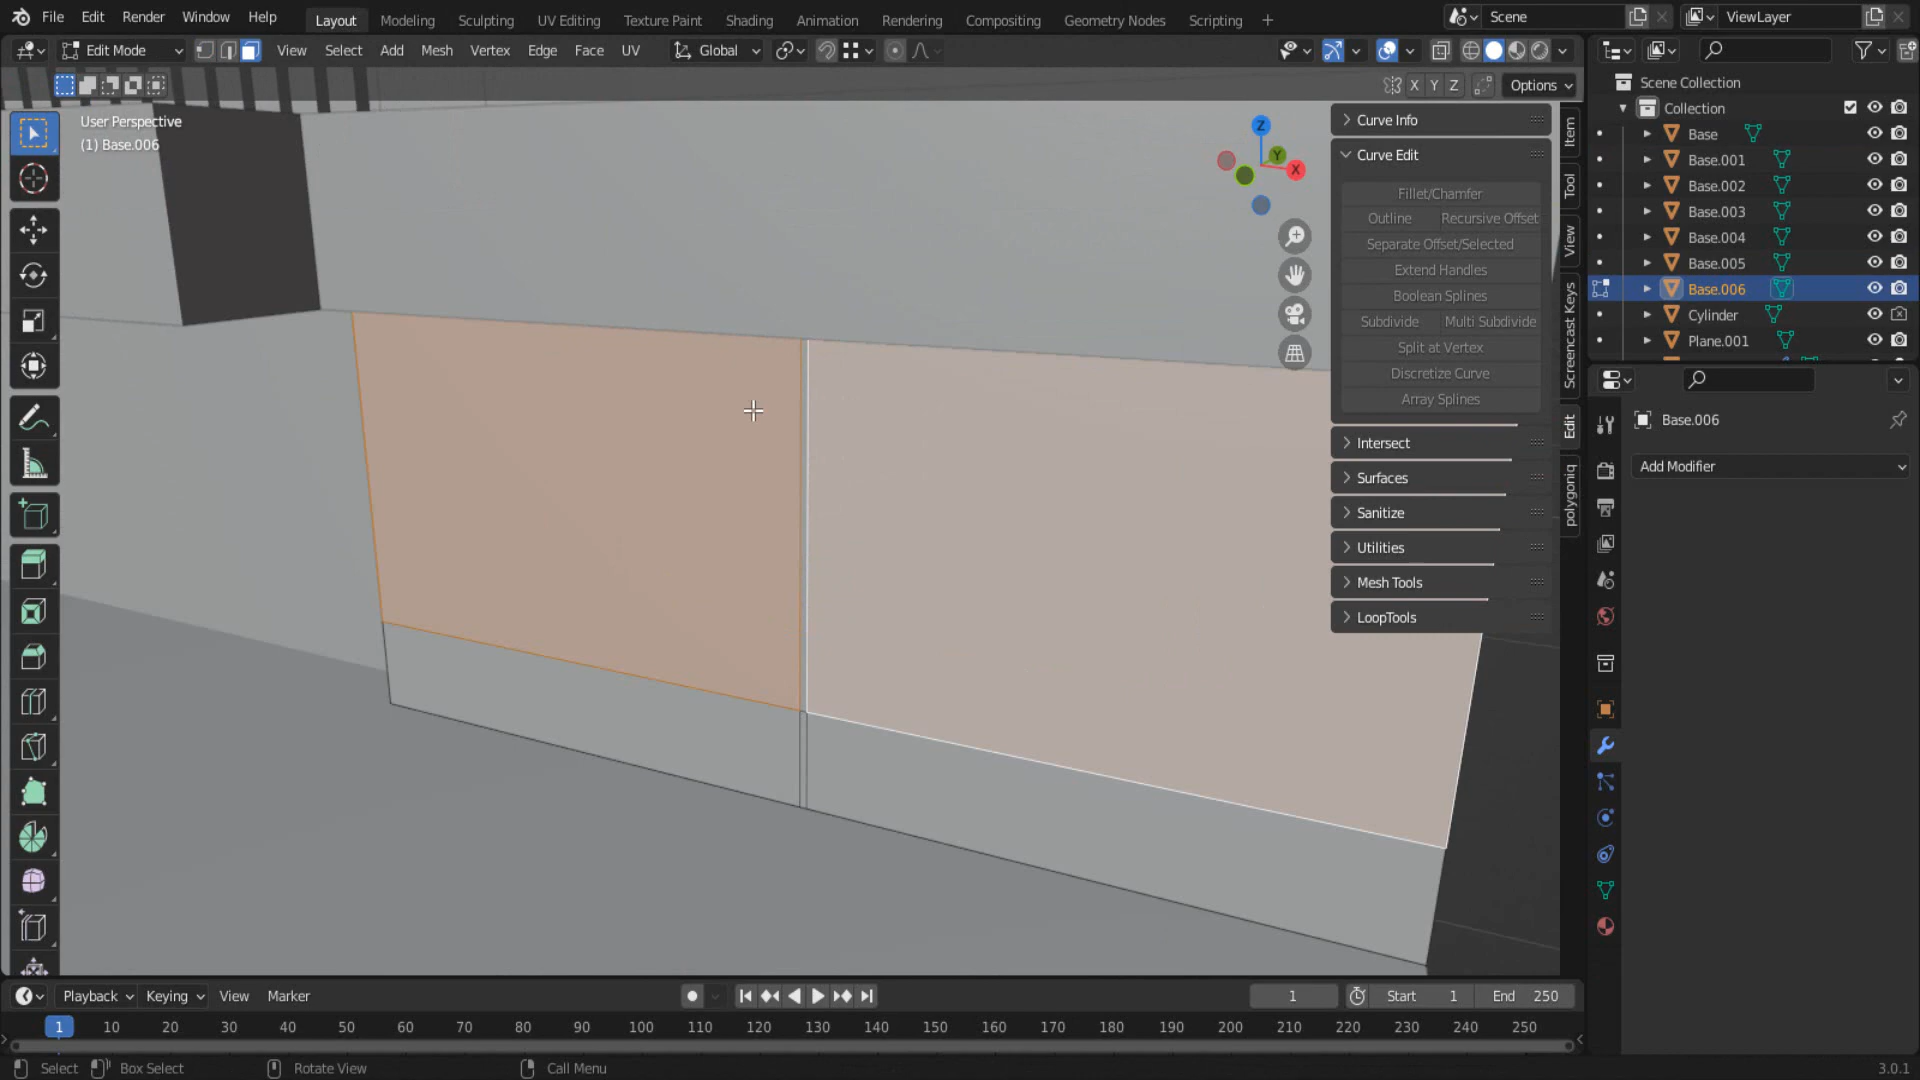 File Edit Render Window Help Layout Modeling Sculpting UV Editing Texture Paint Shading Animation Rendering Compositing Geometry Nodes Scripting + Scene ViewLayer
Edit Mode View Select Add Mesh Vertex Edge Face UV Global
X Y Z Options
User Perspective
(1) Base.006
Z
Y
X
Curve Info
Curve Edit
Fillet/Chamfer
Outline Recursive Offset
Separate Offset/Selected
Extend Handles
Boolean Splines
Subdivide Multi Subdivide
Split at Vertex
Discretize Curve
Array Splines
Intersect
Surfaces
Sanitize
Utilities
Mesh Tools
LoopTools
Item
Tool
View
Screencast Keys
Edit
polygoniq
Scene Collection
Collection
Base
Base.001
Base.002
Base.003
Base.004
Base.005
Base.006
Cylinder
Plane.001
Base.006
Add Modifier
Playback Keying View Marker 1 Start 1 End 250
1 10 20 30 40 50 60 70 80 90 100 110 120 130 140 150 160 170 180 190 200 210 220 230 240 250
Select Box Select Rotate View Call Menu 3.0.1